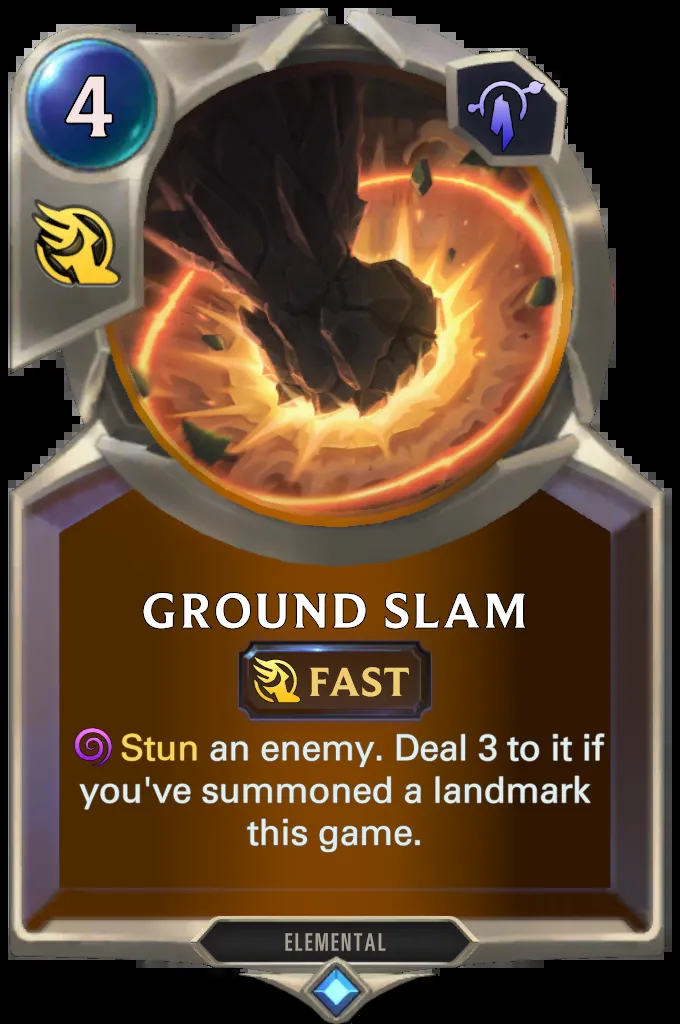 4
GROUND SLAM
FAST
Stun an enemy. Deal 3 to it if
you've summoned a landmark
this game.
ELEMENTAL